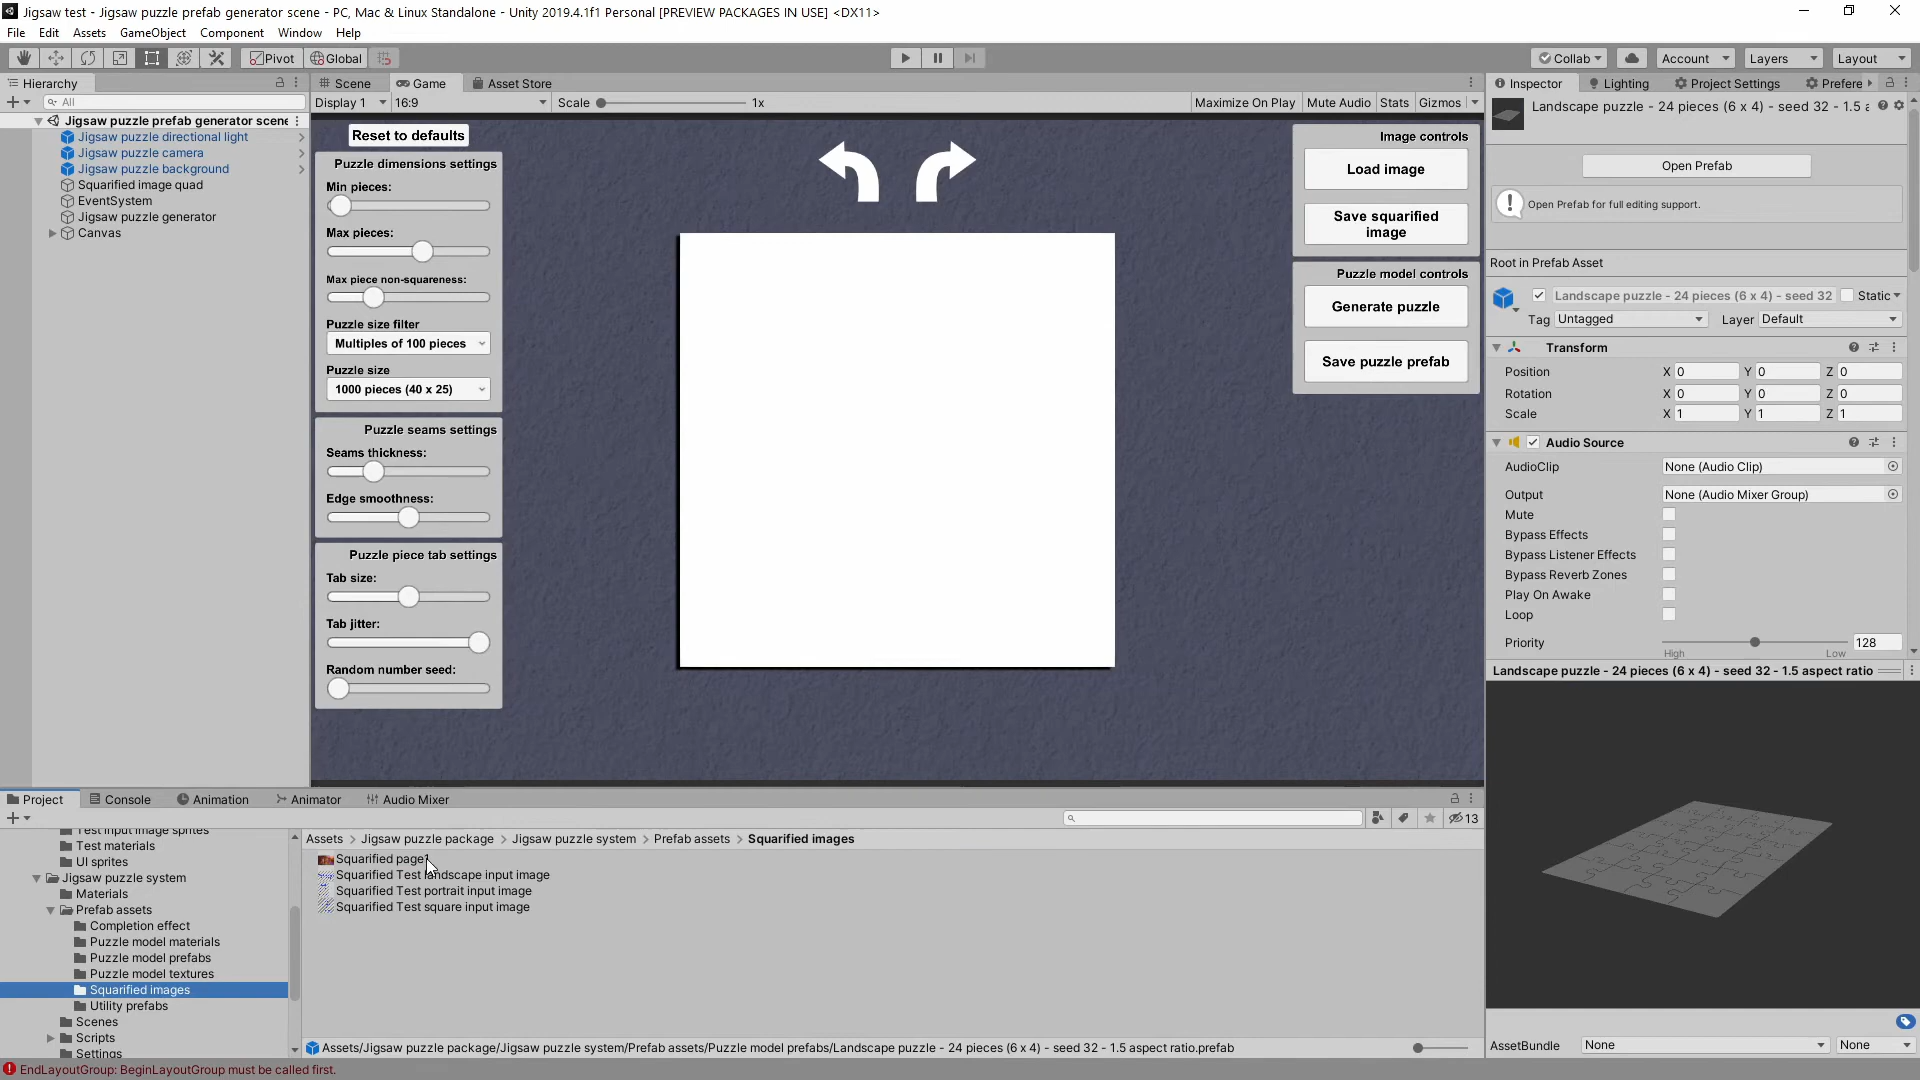 Jigsaw test - Jigsaw puzzle prefab generator scene - PC, Mac & Linux Standalone - Unity 2019.4.1f1 Personal [PREVIEW PACKAGES IN USE] <DX11>
File Edit Assets GameObject Component Window Help
Pivot Global Collab Account Layers Layout
Hierarchy
All
Jigsaw puzzle prefab generator scene
Jigsaw puzzle directional light
Jigsaw puzzle camera
Jigsaw puzzle background
Squarified image quad
EventSystem
Jigsaw puzzle generator
Canvas
Scene Game Asset Store
Display 1 16:9 Scale 1x Maximize On Play Mute Audio Stats Gizmos
Reset to defaults
Puzzle dimensions settings
Min pieces:
Max pieces:
Max piece non-squareness:
Puzzle size filter
Multiples of 100 pieces
Puzzle size
1000 pieces (40 x 25)
Puzzle seams settings
Seams thickness:
Edge smoothness:
Puzzle piece tab settings
Tab size:
Tab jitter:
Random number seed:
Image controls
Load image
Save squarified
image
Puzzle model controls
Generate puzzle
Save puzzle prefab
Inspector Lighting Project Settings Prefere
Landscape puzzle - 24 pieces (6 x 4) - seed 32 - 1.5 a
Open Prefab
Open Prefab for full editing support.
Root in Prefab Asset
Landscape puzzle - 24 pieces (6 x 4) - seed 32 Static
Tag Untagged Layer Default
Transform
Position X 0 Y 0 Z 0
Rotation X 0 Y 0 Z 0
Scale X 1 Y 1 Z 1
Audio Source
AudioClip None (Audio Clip)
Output None (Audio Mixer Group)
Mute
Bypass Effects
Bypass Listener Effects
Bypass Reverb Zones
Play On Awake
Loop
Priority 128
High Low
Landscape puzzle - 24 pieces (6 x 4) - seed 32 - 1.5 aspect ratio
AssetBundle None None
Project Console Animation Animator Audio Mixer
13
Test input image sprites
Test materials
UI sprites
Jigsaw puzzle system
Materials
Prefab assets
Completion effect
Puzzle model materials
Puzzle model prefabs
Puzzle model textures
Squarified images
Utility prefabs
Scenes
Scripts
Settings
Assets > Jigsaw puzzle package > Jigsaw puzzle system > Prefab assets > Squarified images
Squarified page1
Squarified Test landscape input image
Squarified Test portrait input image
Squarified Test square input image
Assets/Jigsaw puzzle package/Jigsaw puzzle system/Prefab assets/Puzzle model prefabs/Landscape puzzle - 24 pieces (6 x 4) - seed 32 - 1.5 aspect ratio.prefab
EndLayoutGroup: BeginLayoutGroup must be called first.